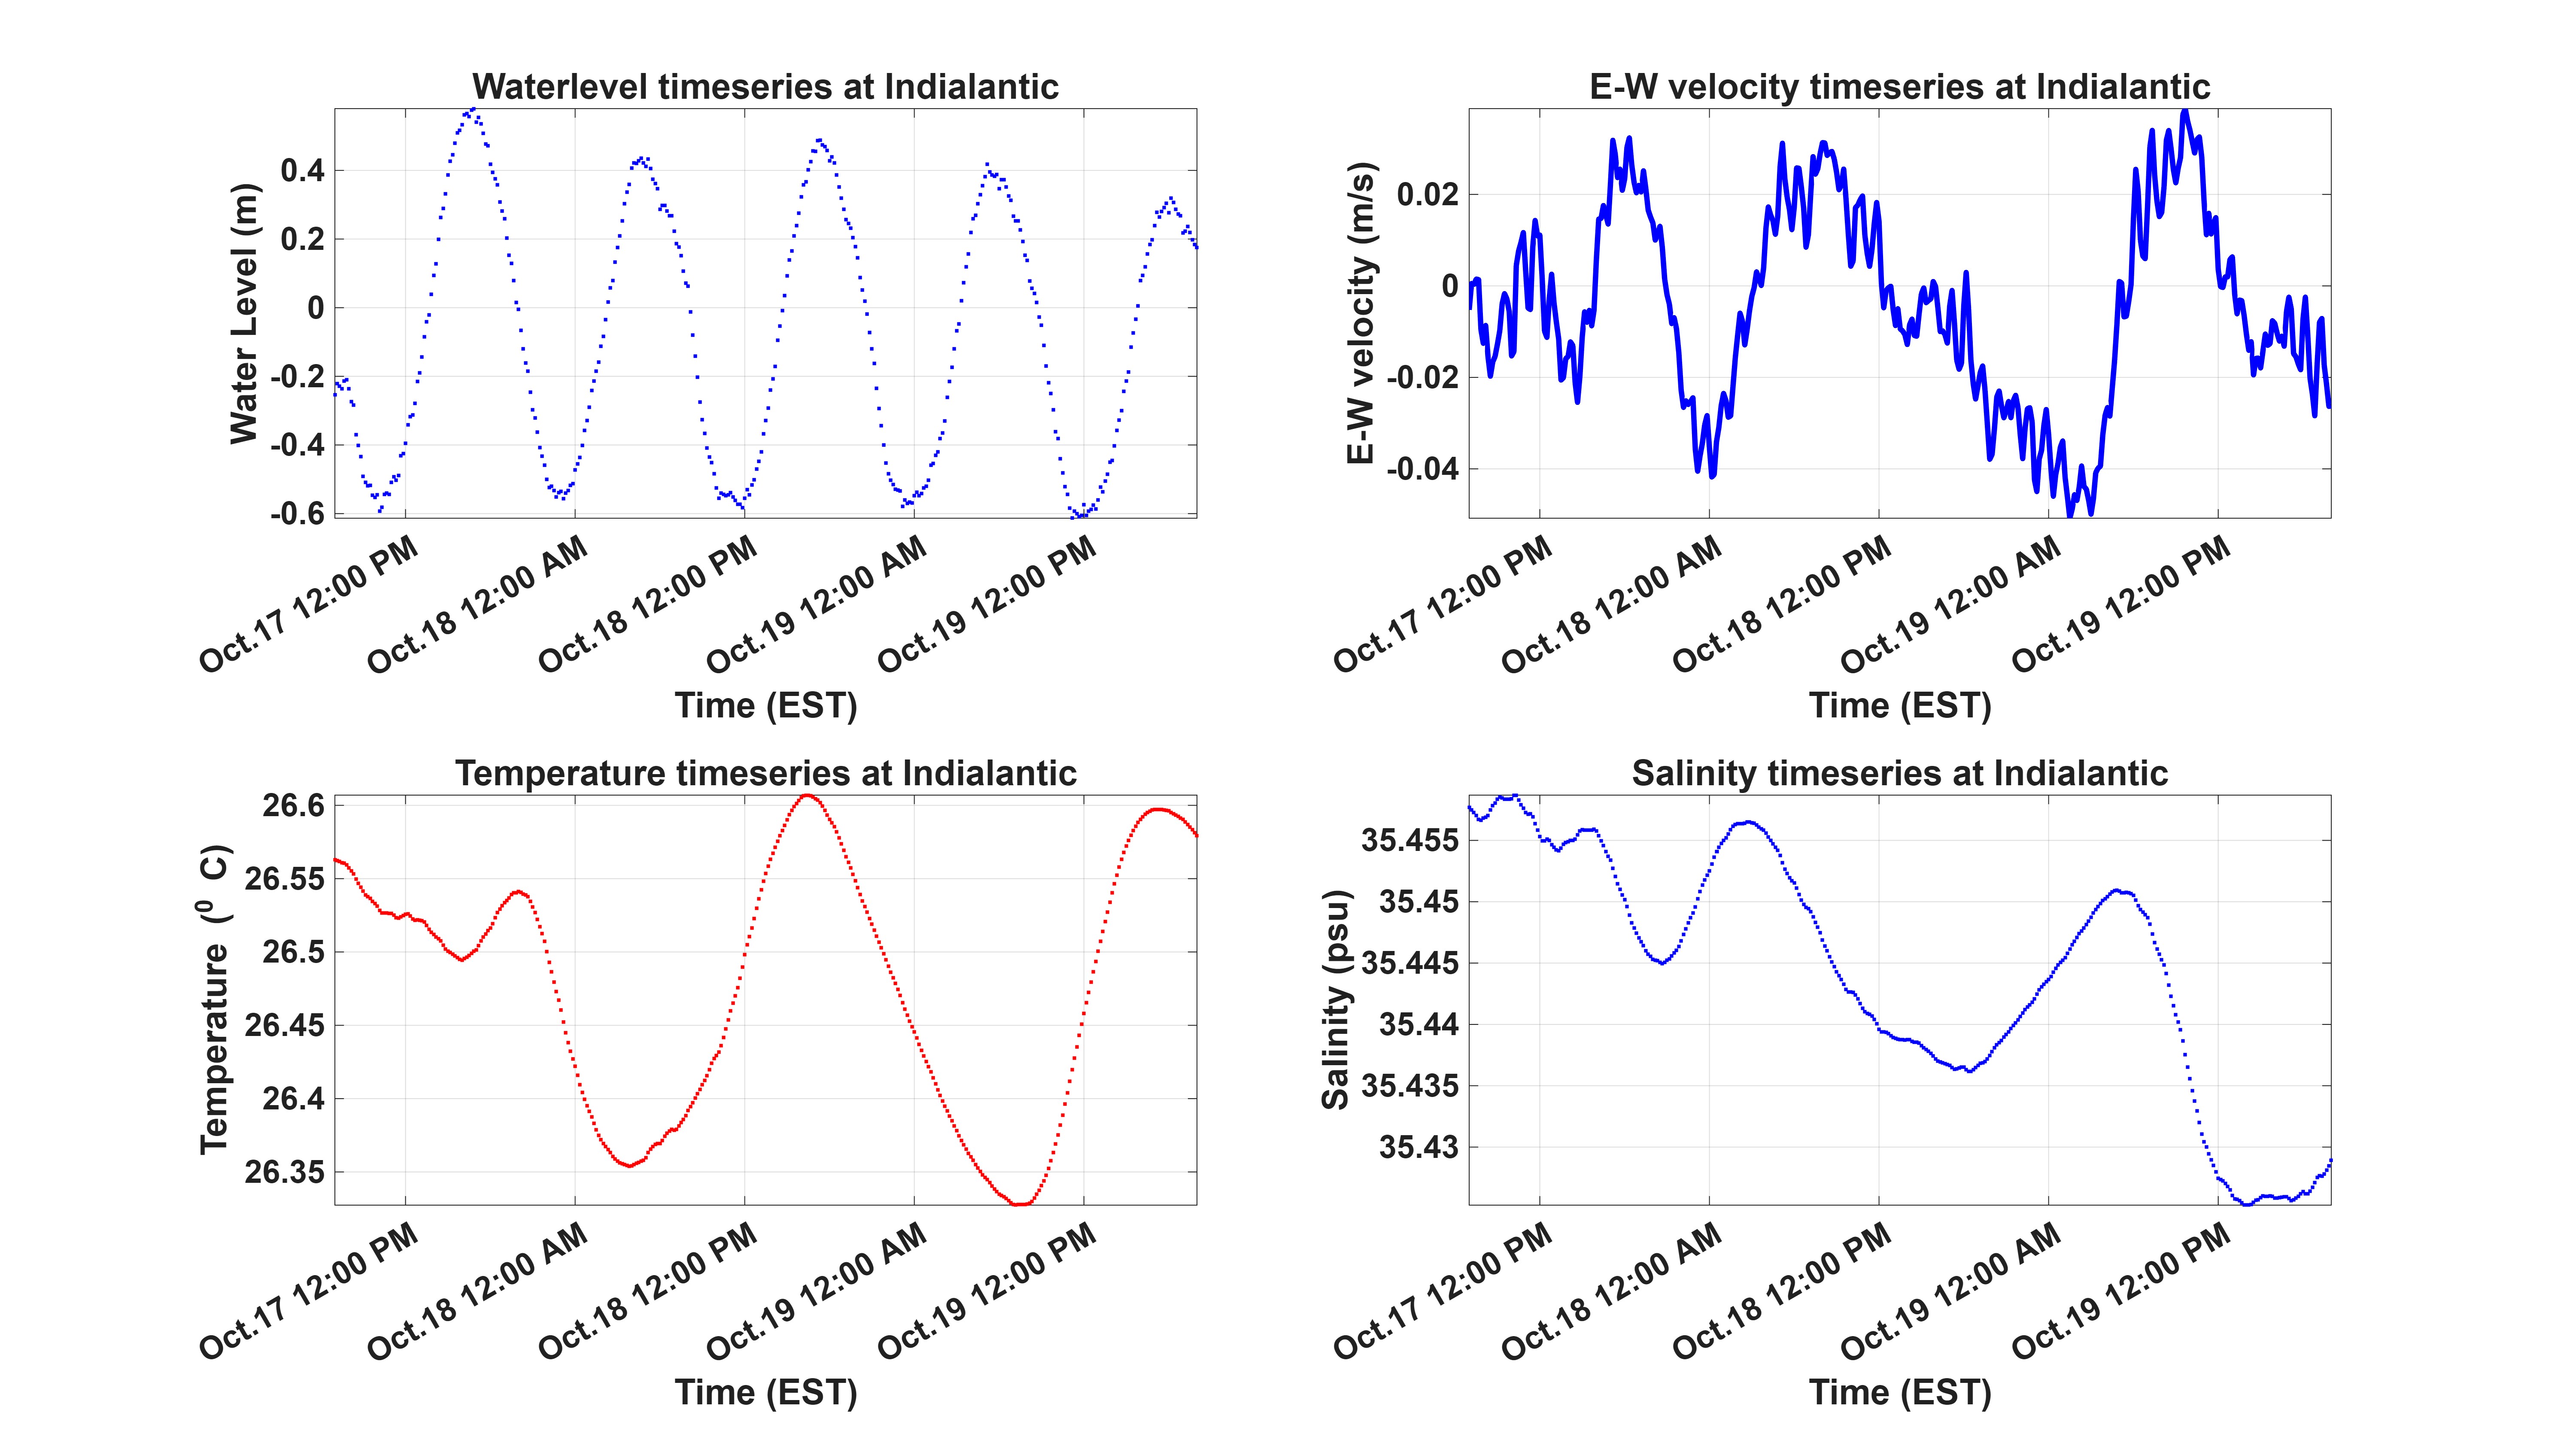 Waterlevel timeseries at Indialantic
Water Level (m)
0.4
0.2
0
-0.2
-0.4
-0.6
Oct.17 12:00 PM
Oct.18 12:00 AM
Oct.18 12:00 PM
Oct.19 12:00 AM
Oct.19 12:00 PM
Time (EST)
E-W velocity timeseries at Indialantic
E-W velocity (m/s)
0.02
0
-0.02
-0.04
Oct.17 12:00 PM
Oct.18 12:00 AM
Oct.18 12:00 PM
Oct.19 12:00 AM
Oct.19 12:00 PM
Time (EST)
Temperature timeseries at Indialantic
Temperature (⁰ C)
26.6
26.55
26.5
26.45
26.4
26.35
Oct.17 12:00 PM
Oct.18 12:00 AM
Oct.18 12:00 PM
Oct.19 12:00 AM
Oct.19 12:00 PM
Time (EST)
Salinity timeseries at Indialantic
Salinity (psu)
35.455
35.45
35.445
35.44
35.435
35.43
Oct.17 12:00 PM
Oct.18 12:00 AM
Oct.18 12:00 PM
Oct.19 12:00 AM
Oct.19 12:00 PM
Time (EST)